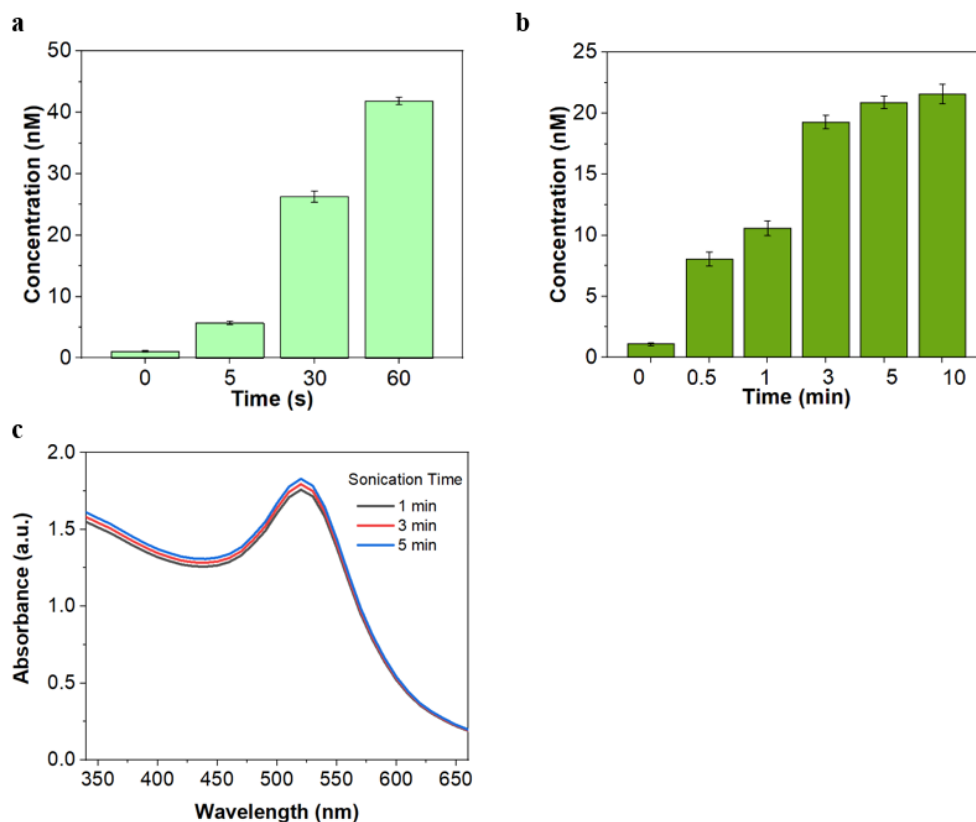 a
50
40
30
20
10
0
Concentration (nM)
0 5 30 60
Time (s)
b
25
20
15
10
5
0
Concentration (nM)
0 0.5 1 3 5 10
Time (min)
c
2.0
1.5
1.0
0.5
0.0
Absorbance (a.u.)
Sonication Time
1 min
3 min
5 min
350 400 450 500 550 600 650
Wavelength (nm)